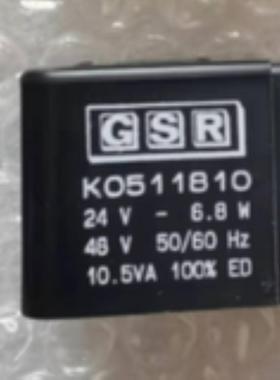 GSR
K0511810
24 V - 6.8 W
48 V 50/60 Hz
10.5VA 100% ED